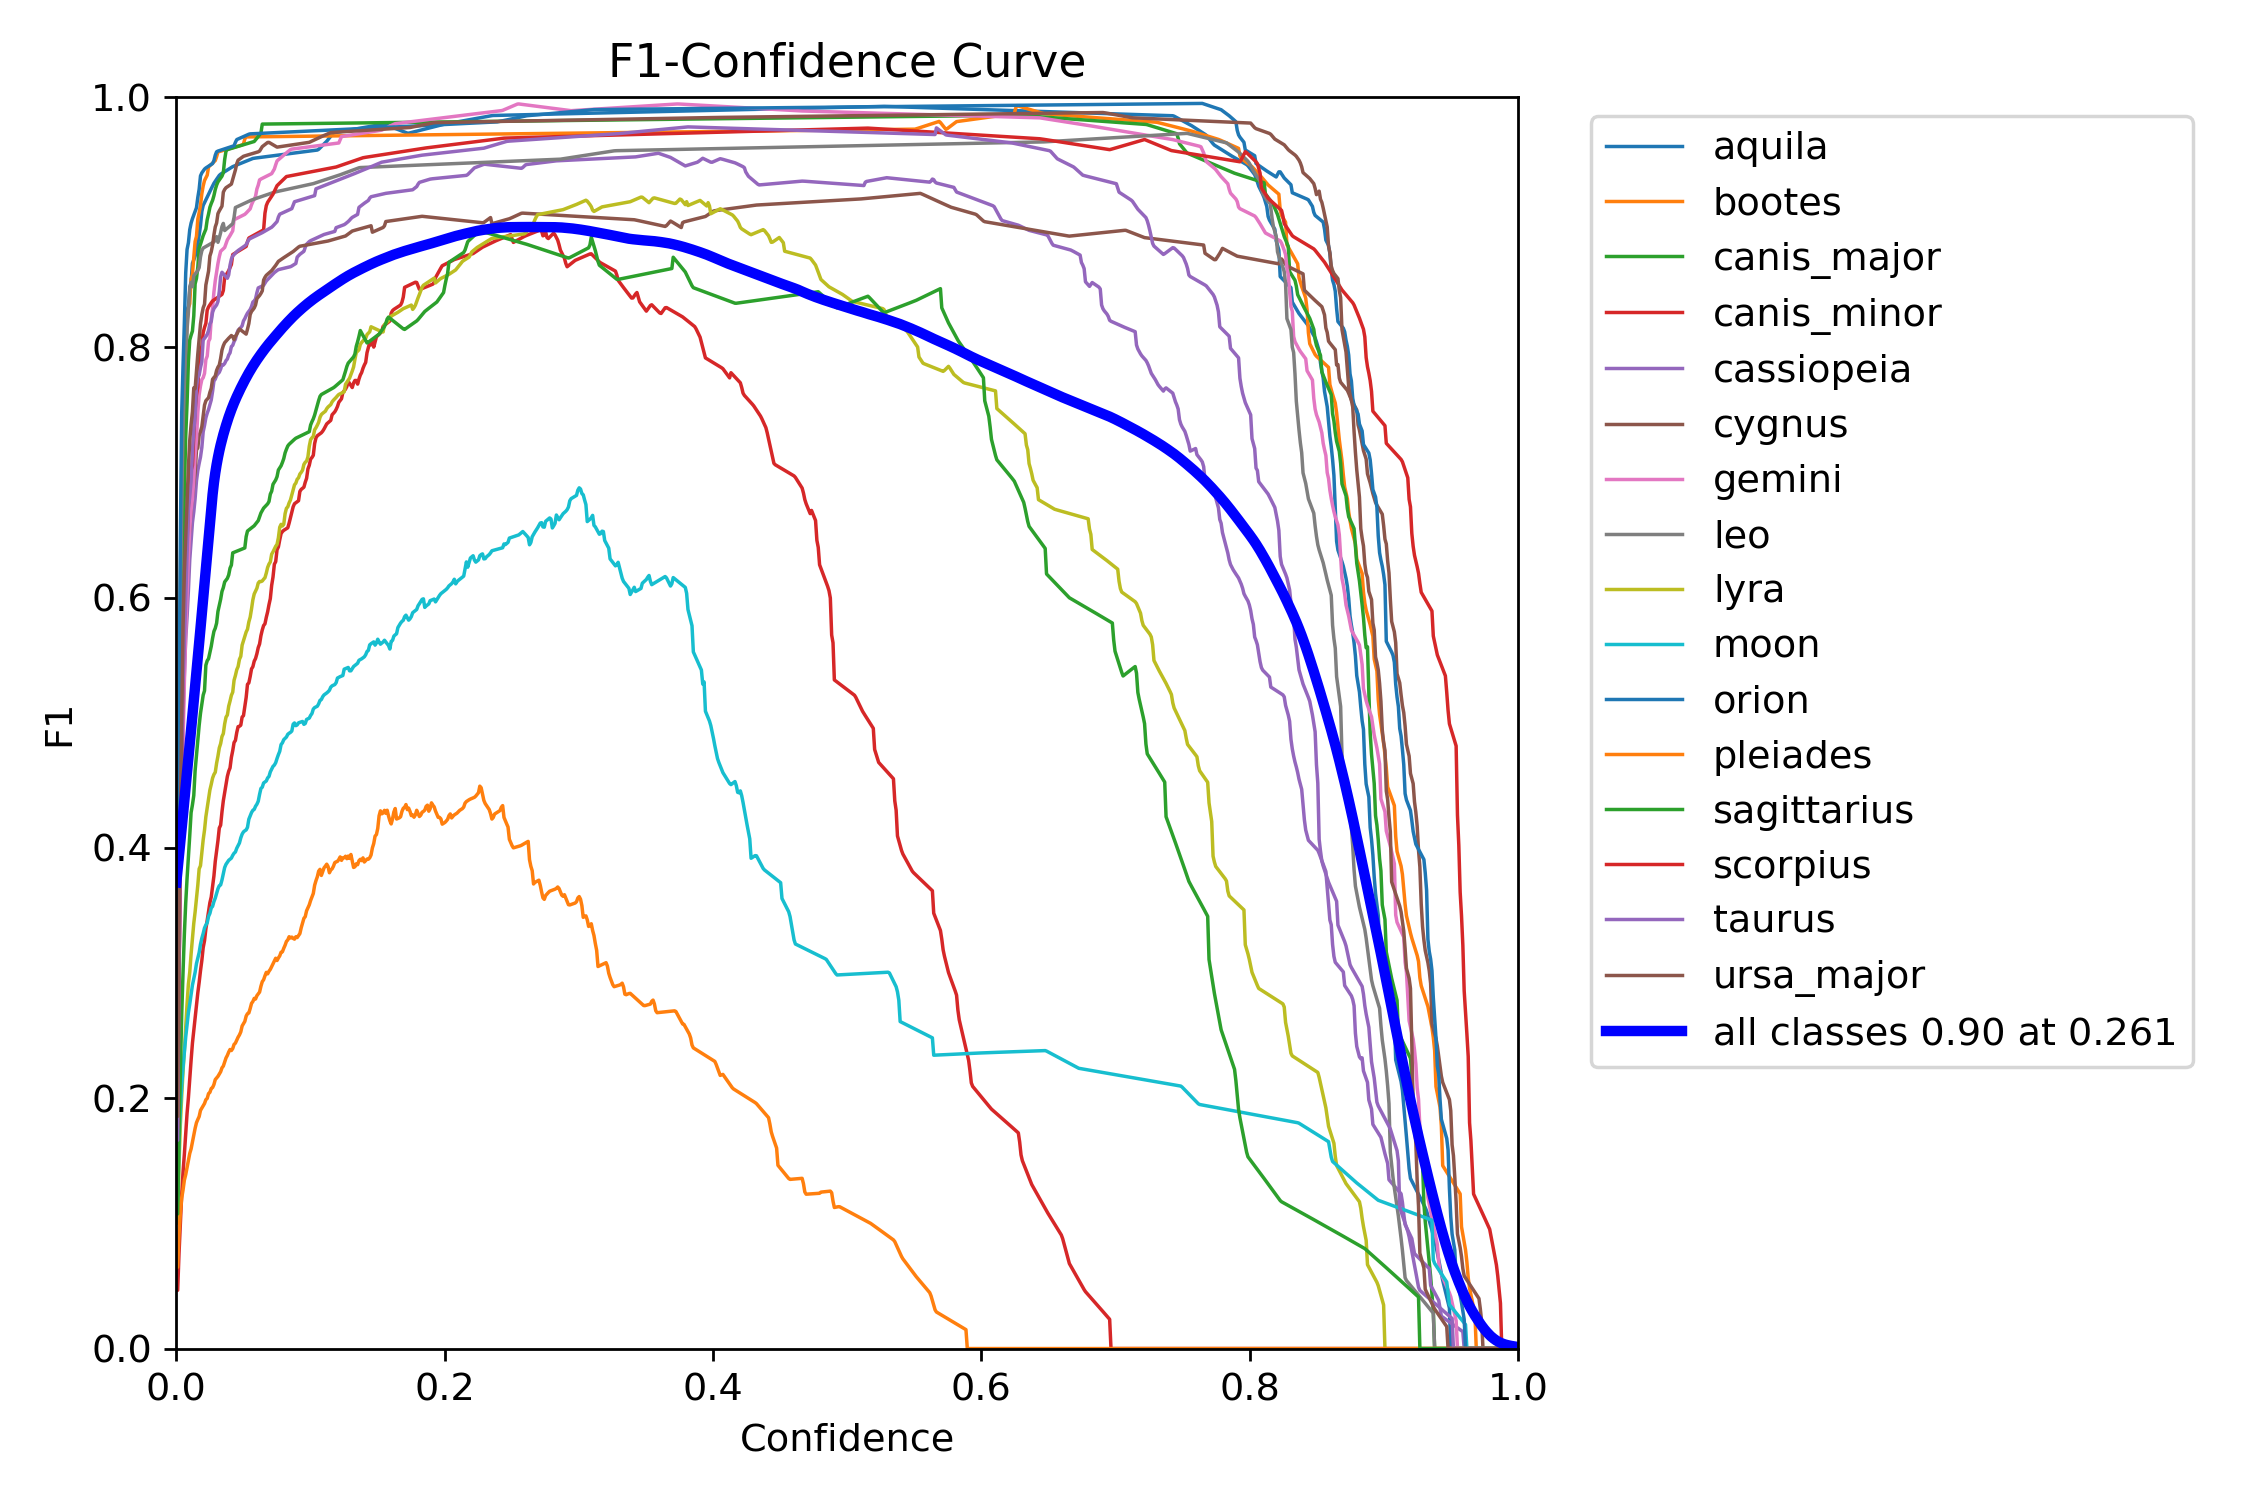 F1-Confidence Curve
1.0
0.8
0.6
0.4
0.2
0.0
F1
0.0 0.2 0.4 0.6 0.8 1.0
Confidence
aquila
bootes
canis_major
canis_minor
cassiopeia
cygnus
gemini
leo
lyra
moon
orion
pleiades
sagittarius
scorpius
taurus
ursa_major
all classes 0.90 at 0.261